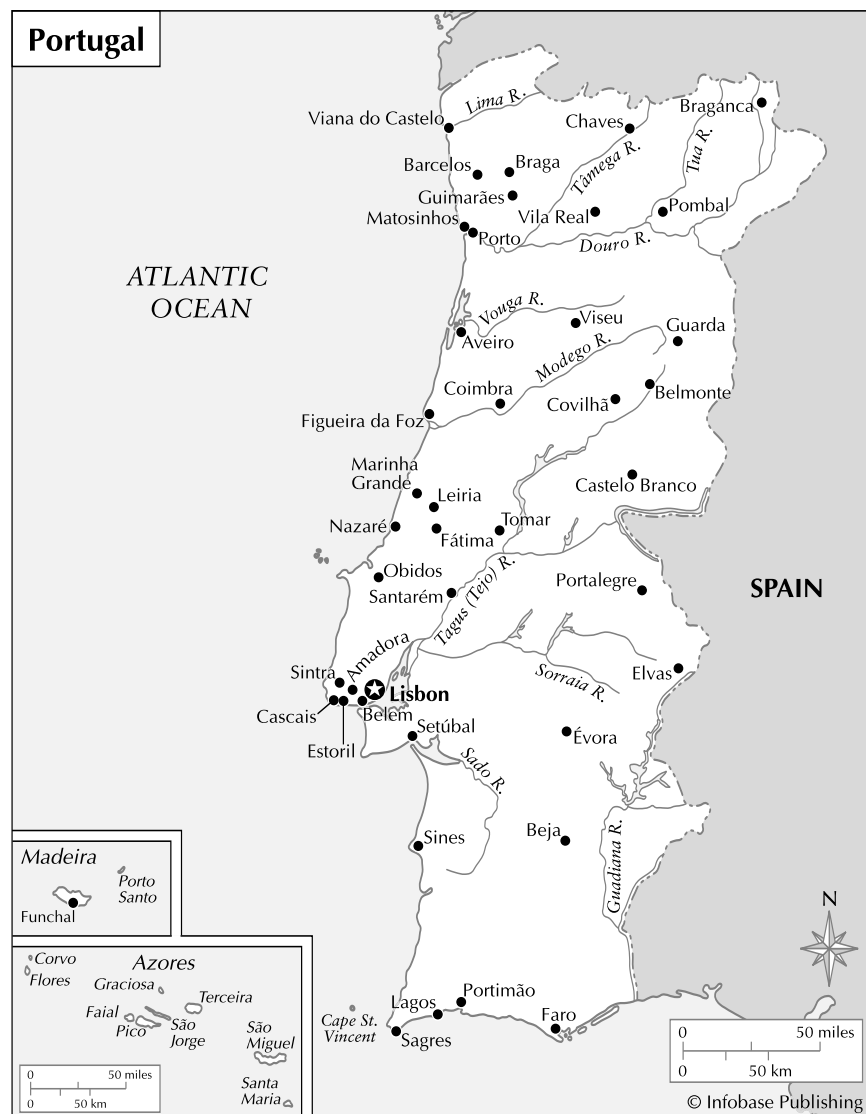 Portugal
Lima R.
Viana do Castelo
Chaves
Braganca
Tua R.
Barcelos
Braga
Tâmega R.
Guimarães
Matosinhos
Vila Real
Pombal
Porto
Douro R.
ATLANTIC
OCEAN
Vouga R.
Viseu
Aveiro
Guarda
Modego R.
Coimbra
Covilhã
Belmonte
Figueira da Foz
Marinha
Grande
Leiria
Castelo Branco
Nazaré
Fátima
Tomar
Obidos
Santarém
Tagus (Tejo) R.
Portalegre
SPAIN
Amadora
Sintra
Lisbon
Sorraia R.
Elvas
Cascais
Belém
Estoril
Setúbal
Évora
Sado R.
Sines
Beja
Guadiana R.
Madeira
Porto
Santo
Funchal
N
Azores
Corvo
Flores
Graciosa
Terceira
Faial
Pico
São
Jorge
São
Miguel
Santa
Maria
0 50 miles
0 50 km
Cape St.
Vincent
Lagos
Portimão
Sagres
Faro
0 50 miles
0 50 km
© Infobase Publishing